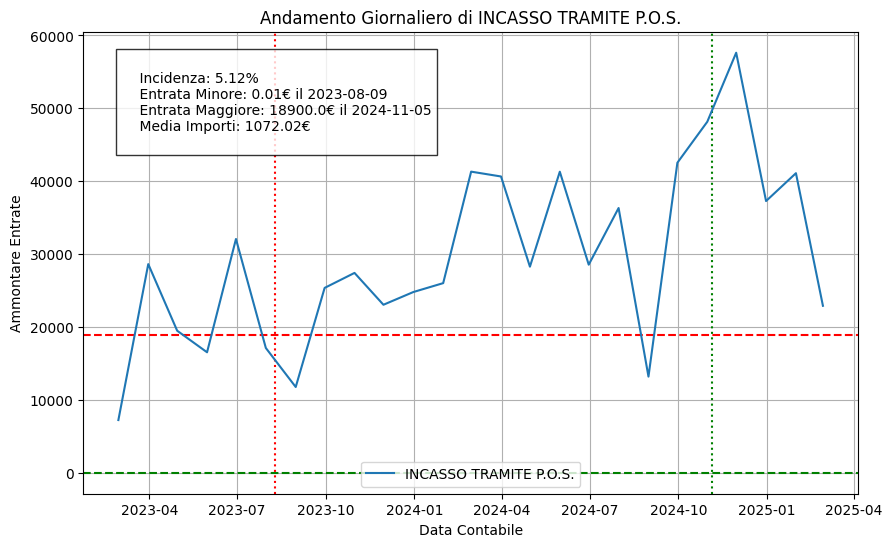 Andamento Giornaliero di INCASSO TRAMITE P.O.S.
Incidenza: 5.12%
Entrata Minore: 0.01€ il 2023-08-09
Entrata Maggiore: 18900.0€ il 2024-11-05
Media Importi: 1072.02€
Ammontare Entrate
60000
50000
40000
30000
20000
10000
0
INCASSO TRAMITE P.O.S.
2023-04 2023-07 2023-10 2024-01 2024-04 2024-07 2024-10 2025-01 2025-04
Data Contabile